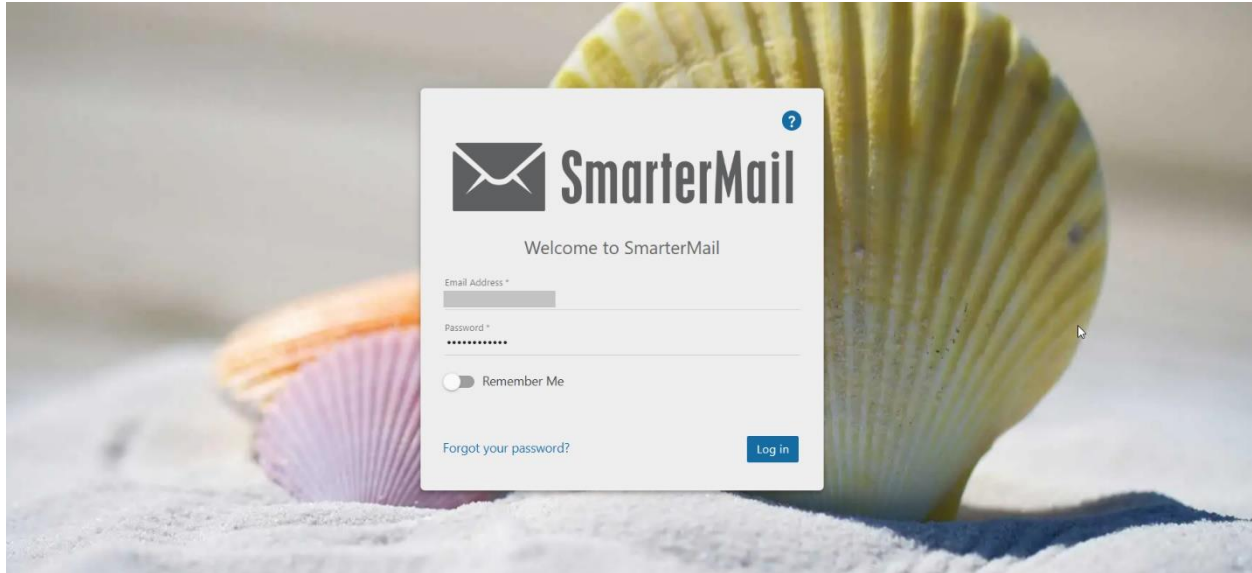 ?
SmarterMail
Welcome to SmarterMail
Email Address *
Password *
••••••••••••
Remember Me
Forgot your password?
Log in